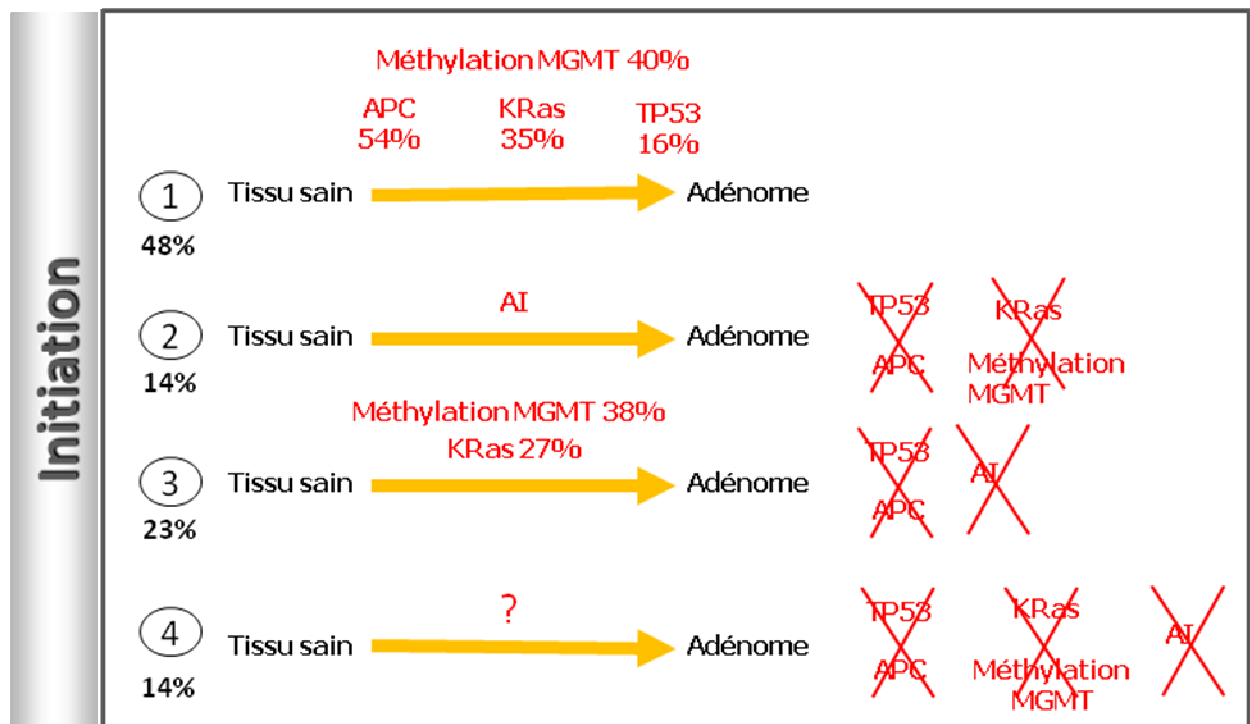 Initiation
Méthylation MGMT 40%
APC KRas TP53
54% 35% 16%
1 Tissu sain Adénome
48%
AI TP53 KRas
2 Tissu sain Adénome
14% APC Méthylation
MGMT
Méthylation MGMT 38%
KRas 27% TP53 AI
3 Tissu sain Adénome
23% APC
? TP53 KRas AI
4 Tissu sain Adénome
14% APC Méthylation
MGMT